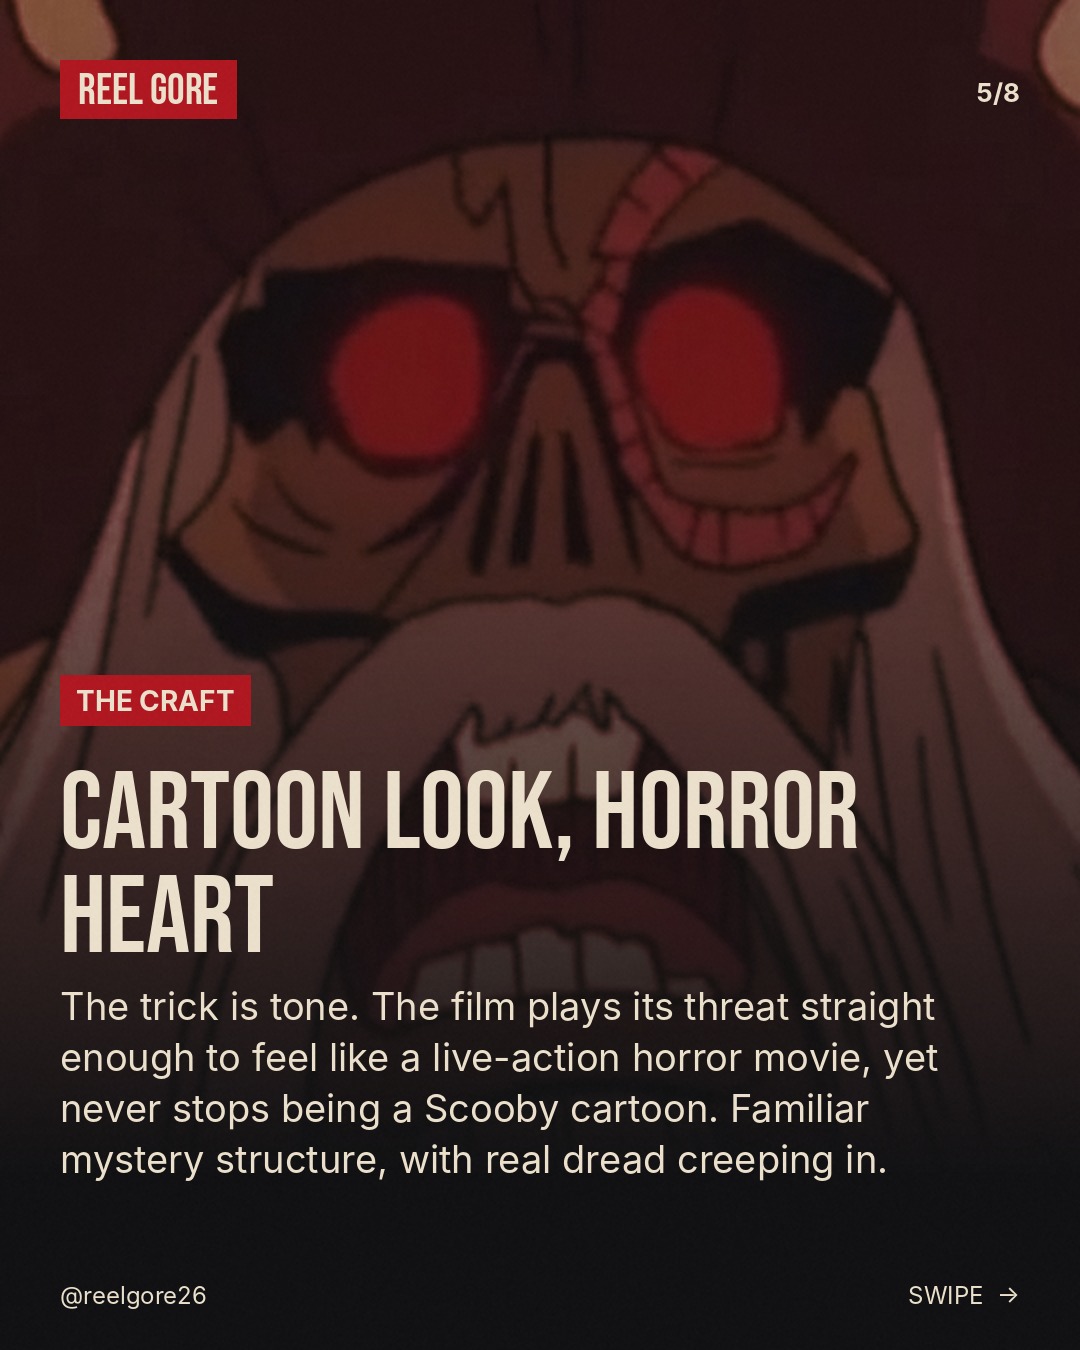 REEL GORE
5/8
THE CRAFT
CARTOON LOOK, HORROR
HEART
The trick is tone. The film plays its threat straight
enough to feel like a live-action horror movie, yet
never stops being a Scooby cartoon. Familiar
mystery structure, with real dread creeping in.
@reelgore26
SWIPE →